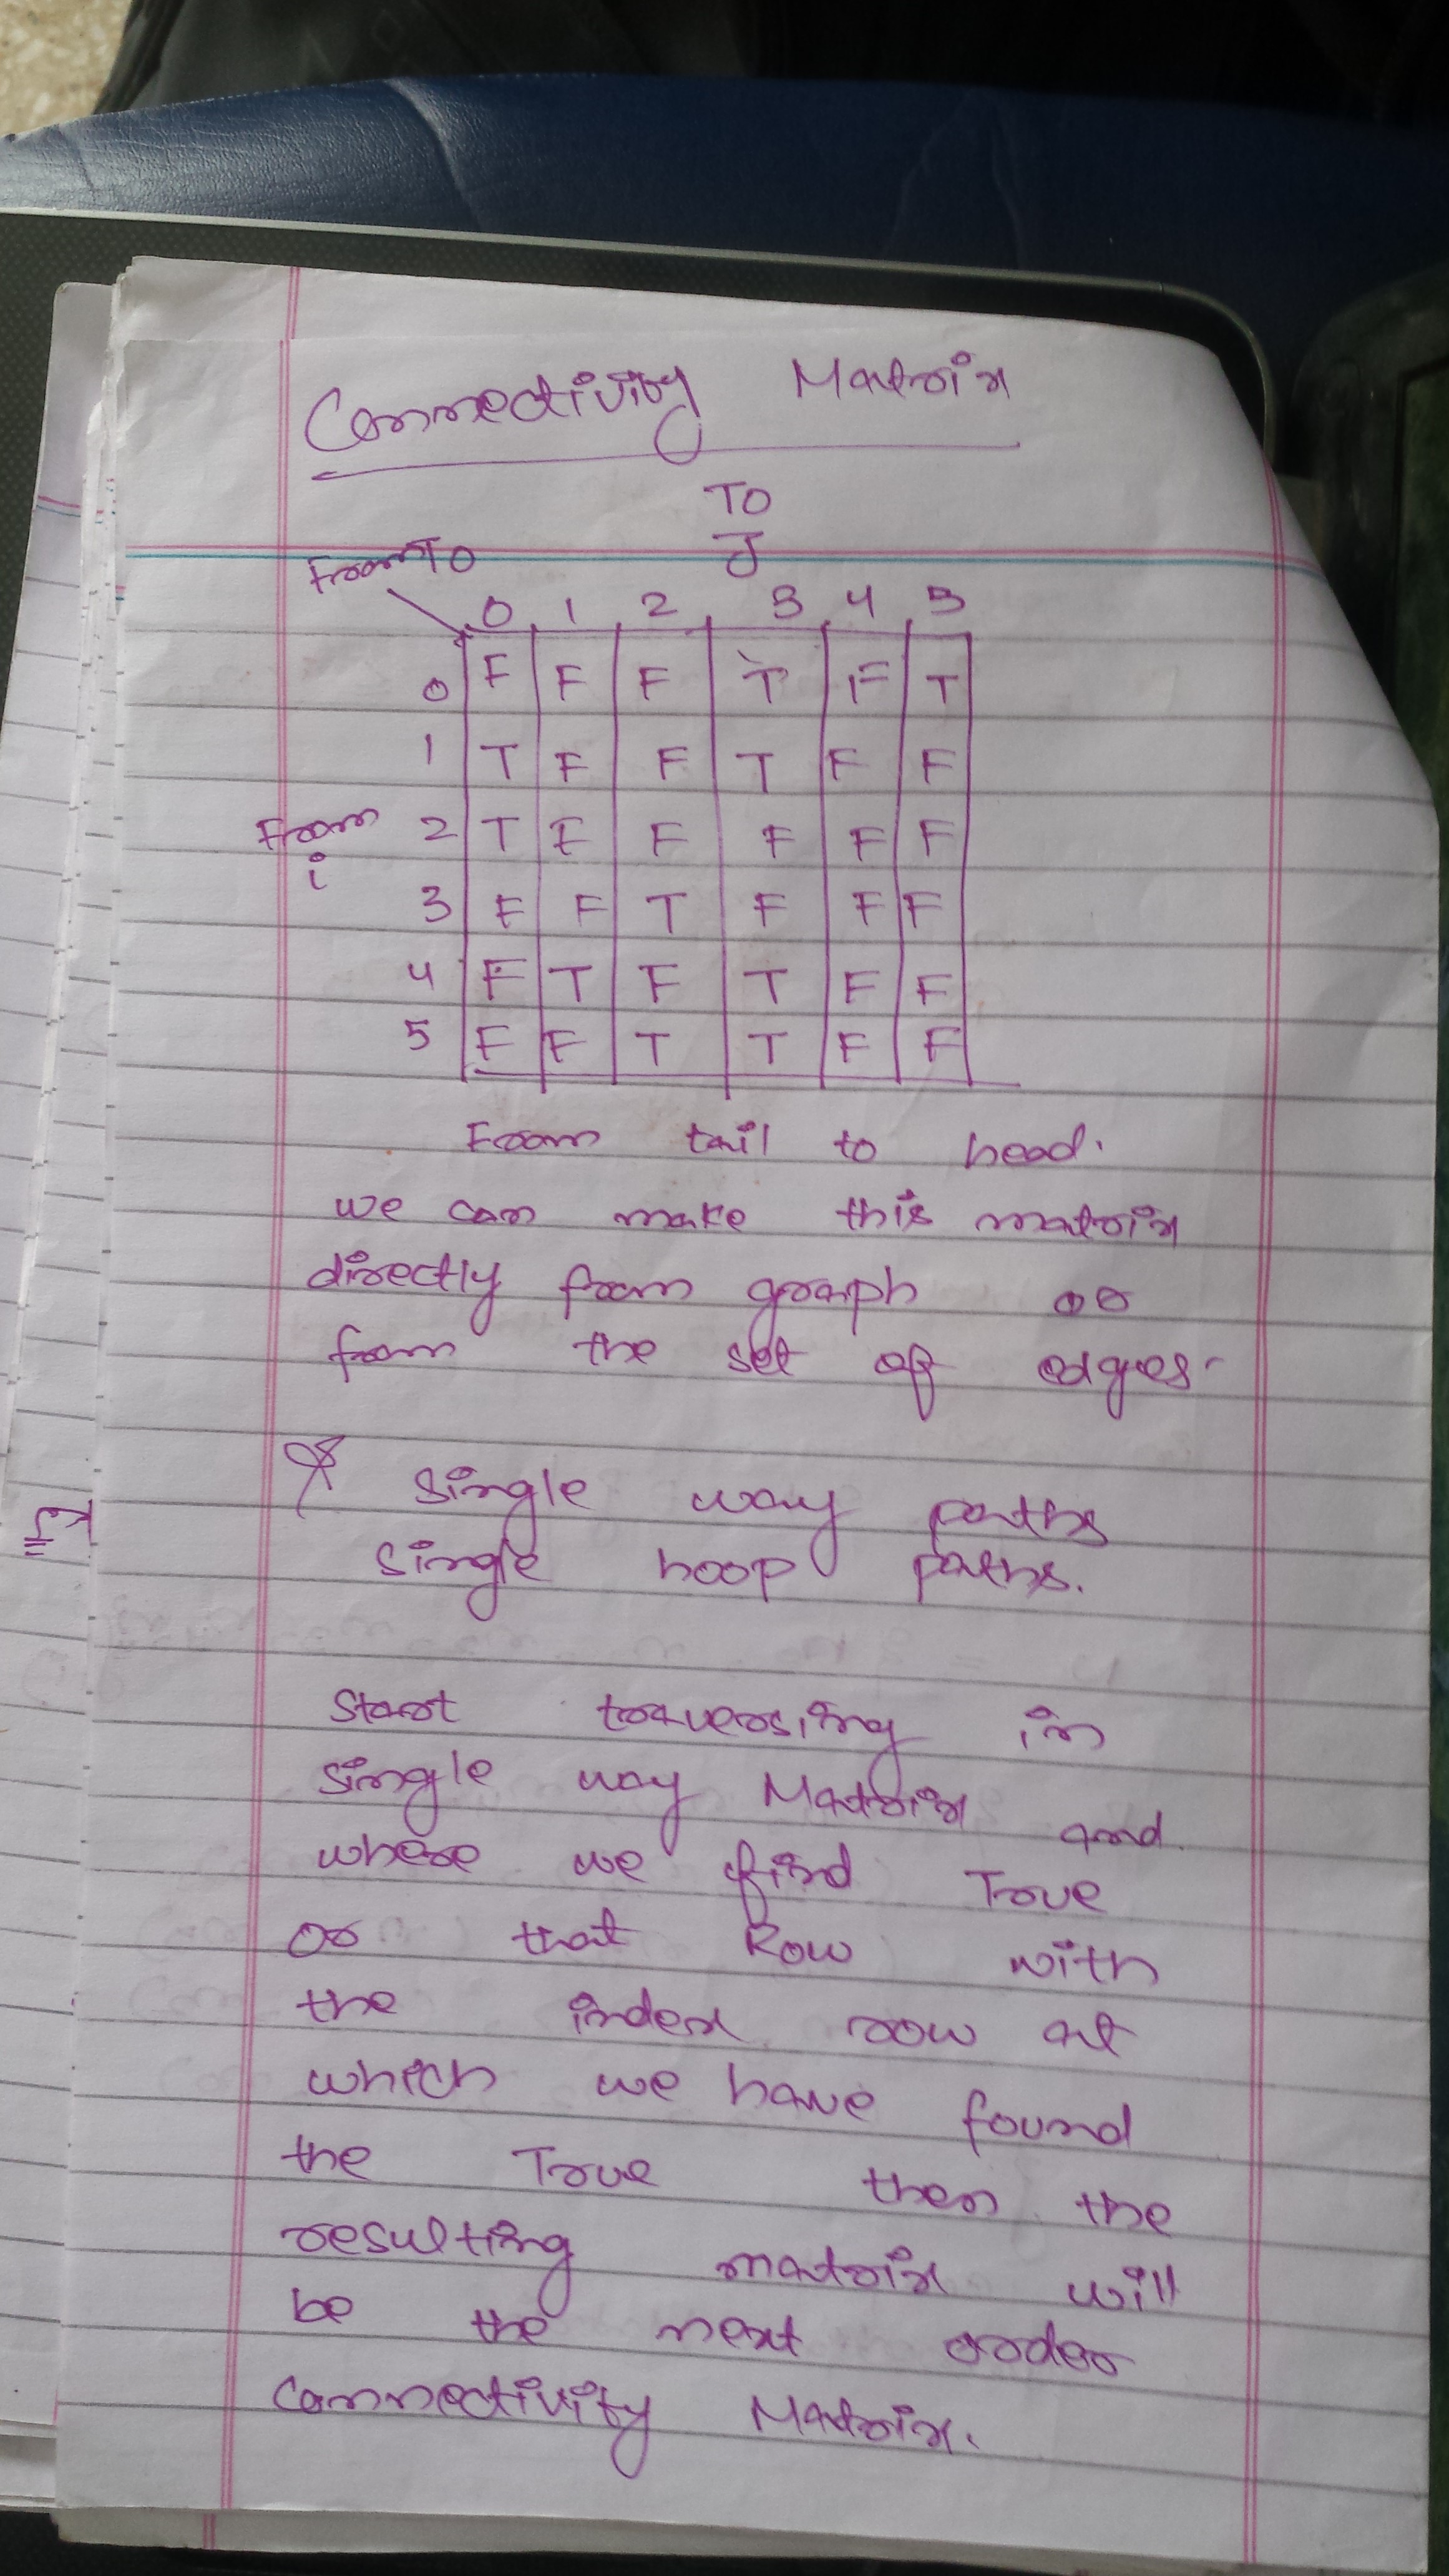 Connectivity Matrix
TO
J
From TO
0 1 2 3 4 5
0 F F F T F T
1 T F F T F F
From 2 T F F F F F
i
3 F F T F F F
4 F T F T F F
5 F F T T F F
From tail to head.
we can make this matrix
directly from graph or
from the set of edges.
Single way paths
single hoop paths.
Start traversing in
single way Matrix and
where we find True
or that Row with
the index row at
which we have found
the True then the
resulting matrix will
be the next order
connectivity Matrix.